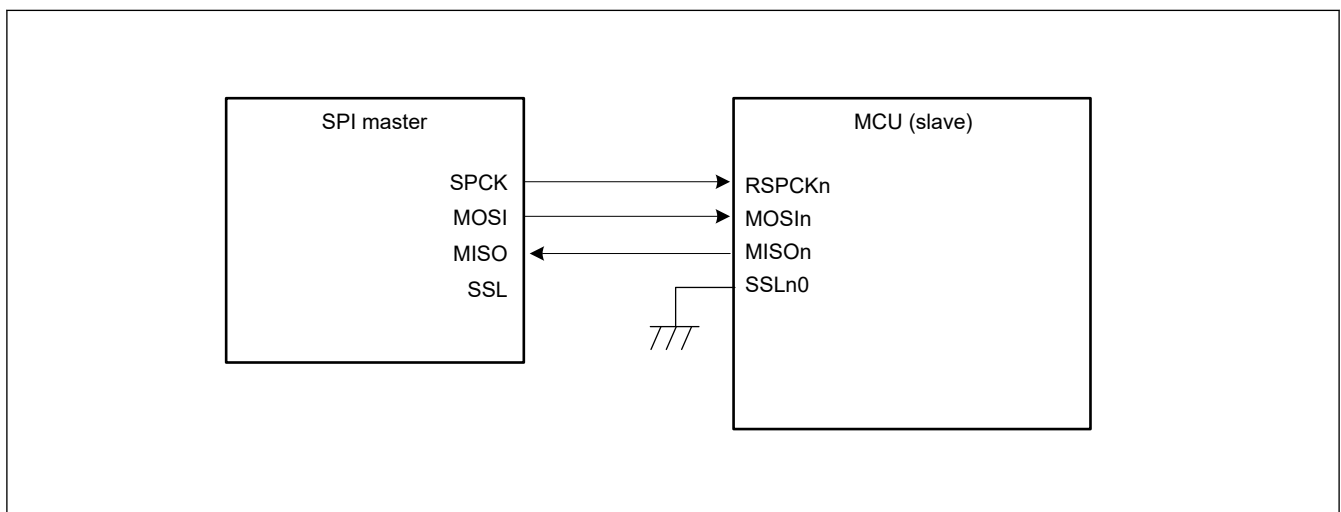 SPI master
SPCK
MOSI
MISO
SSL
MCU (slave)
RSPCKn
MOSIn
MISOn
SSLn0